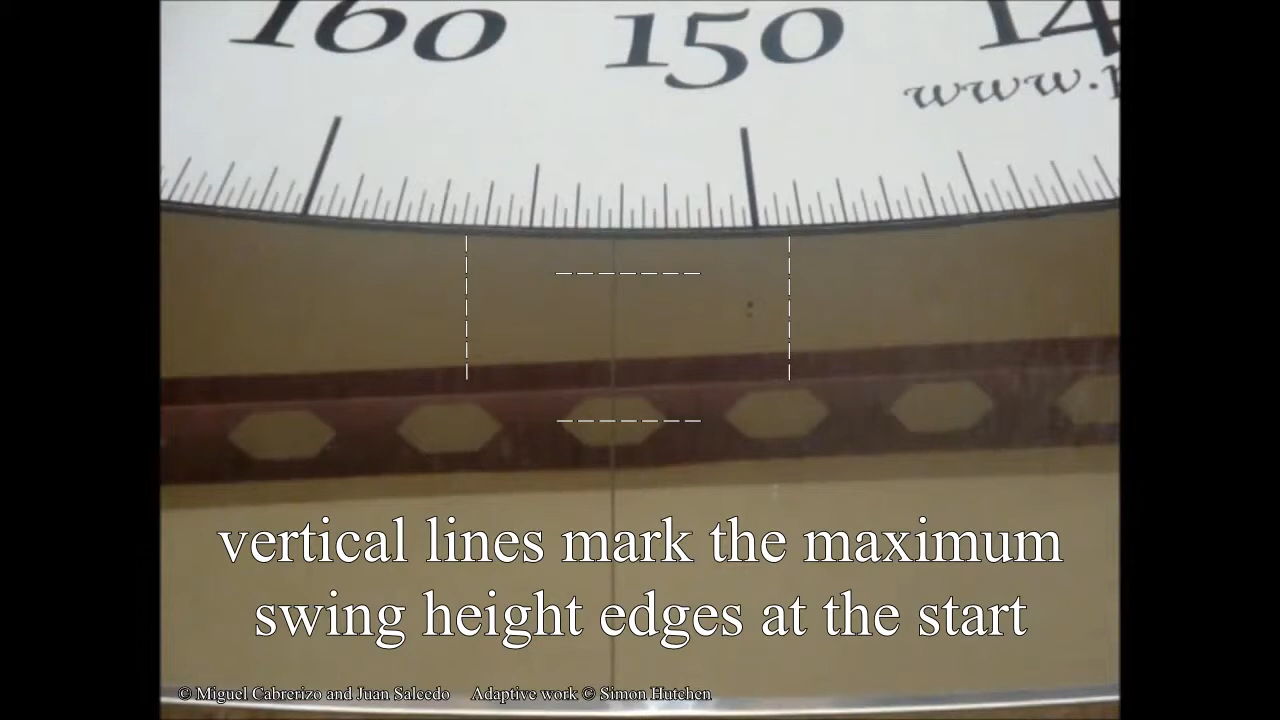 160 150 14
www.
vertical lines mark the maximum
swing height edges at the start
© Miguel Cabrerizo and Juan Salcedo Adaptive work © Simon Hutchen